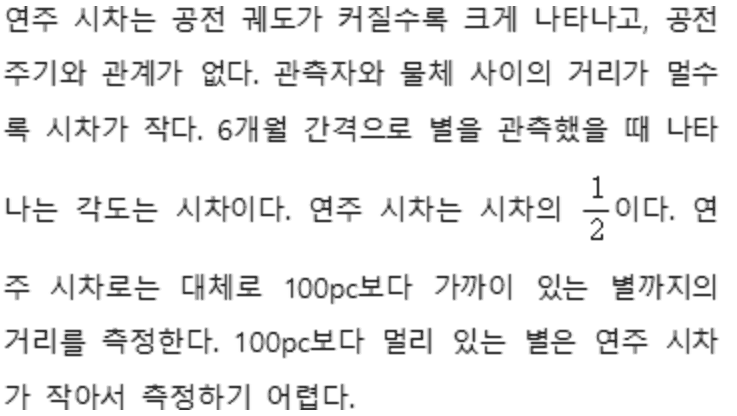 연주 시차는 공전 궤도가 커질수록 크게 나타나고, 공전
주기와 관계가 없다. 관측자와 물체 사이의 거리가 멀수
록 시차가 작다. 6개월 간격으로 별을 관측했을 때 나타
나는 각도는 시차이다. 연주 시차는 시차의 1/2이다. 연
주 시차로는 대체로 100pc보다 가까이 있는 별까지의
거리를 측정한다. 100pc보다 멀리 있는 별은 연주 시차
가 작아서 측정하기 어렵다.